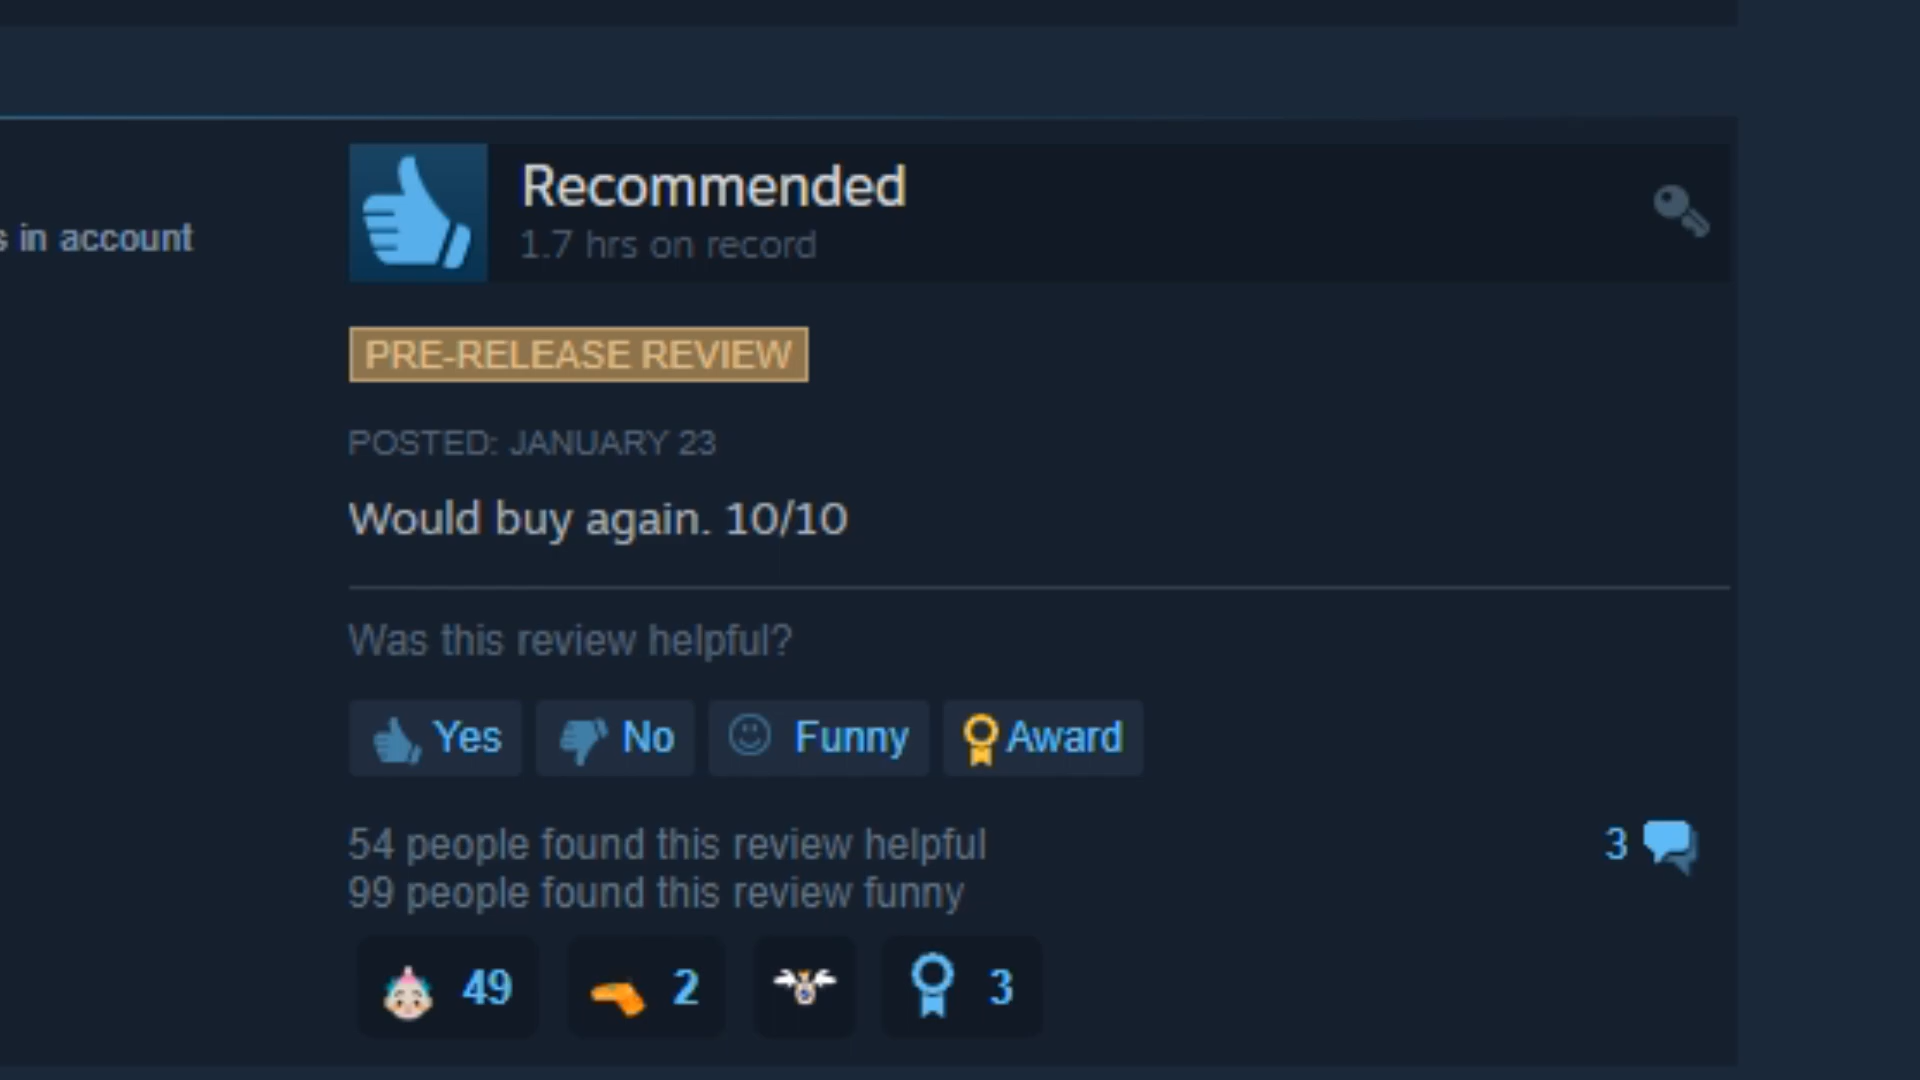 Recommended
1.7 hrs on record
in account
PRE-RELEASE REVIEW
POSTED: JANUARY 23
Would buy again. 10/10
Was this review helpful?
Yes No Funny Award
54 people found this review helpful
3
99 people found this review funny
49 2 3